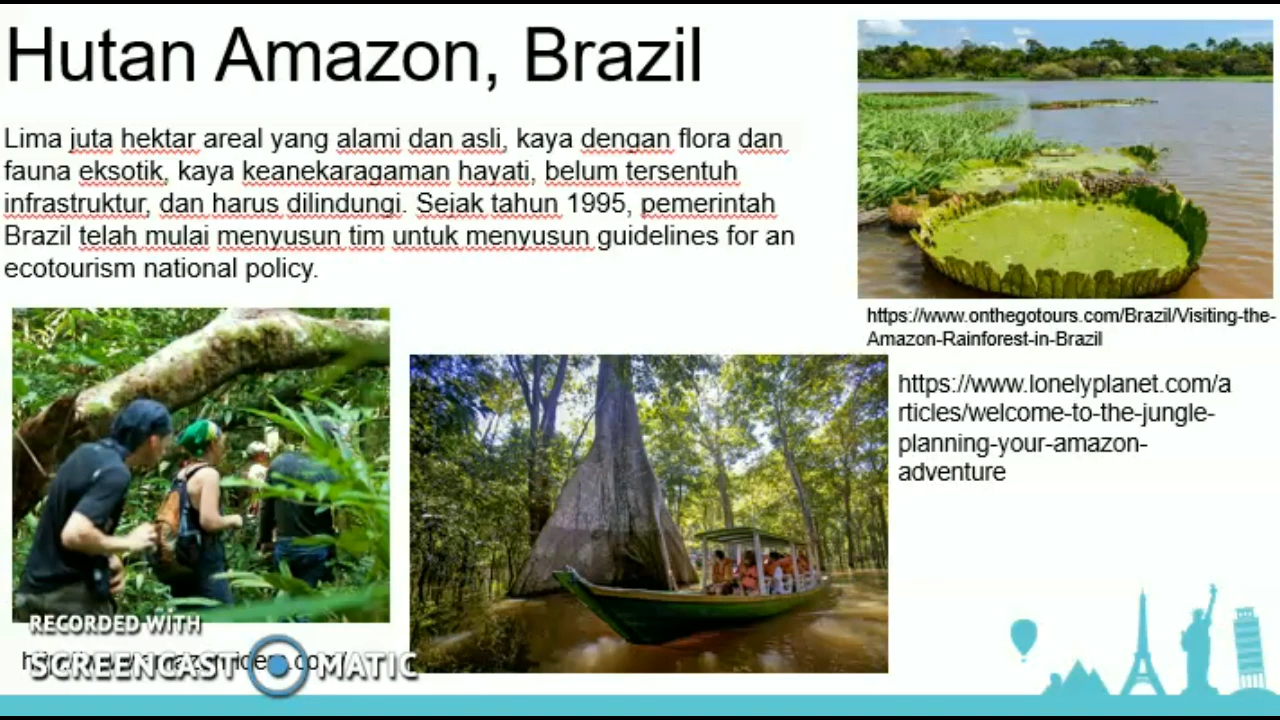 Hutan Amazon, Brazil
Lima juta hektar areal yang alami dan asli, kaya dengan flora dan
fauna eksotik, kaya keanekaragaman hayati, belum tersentuh
infrastruktur, dan harus dilindungi. Sejak tahun 1995, pemerintah
Brazil telah mulai menyusun tim untuk menyusun guidelines for an
ecotourism national policy.
https://www.onthegotours.com/Brazil/Visiting-the-
Amazon-Rainforest-in-Brazil
https://www.lonelyplanet.com/a
rticles/welcome-to-the-jungle-
planning-your-amazon-
adventure
RECORDED WITH
SCREENCAST MATIC